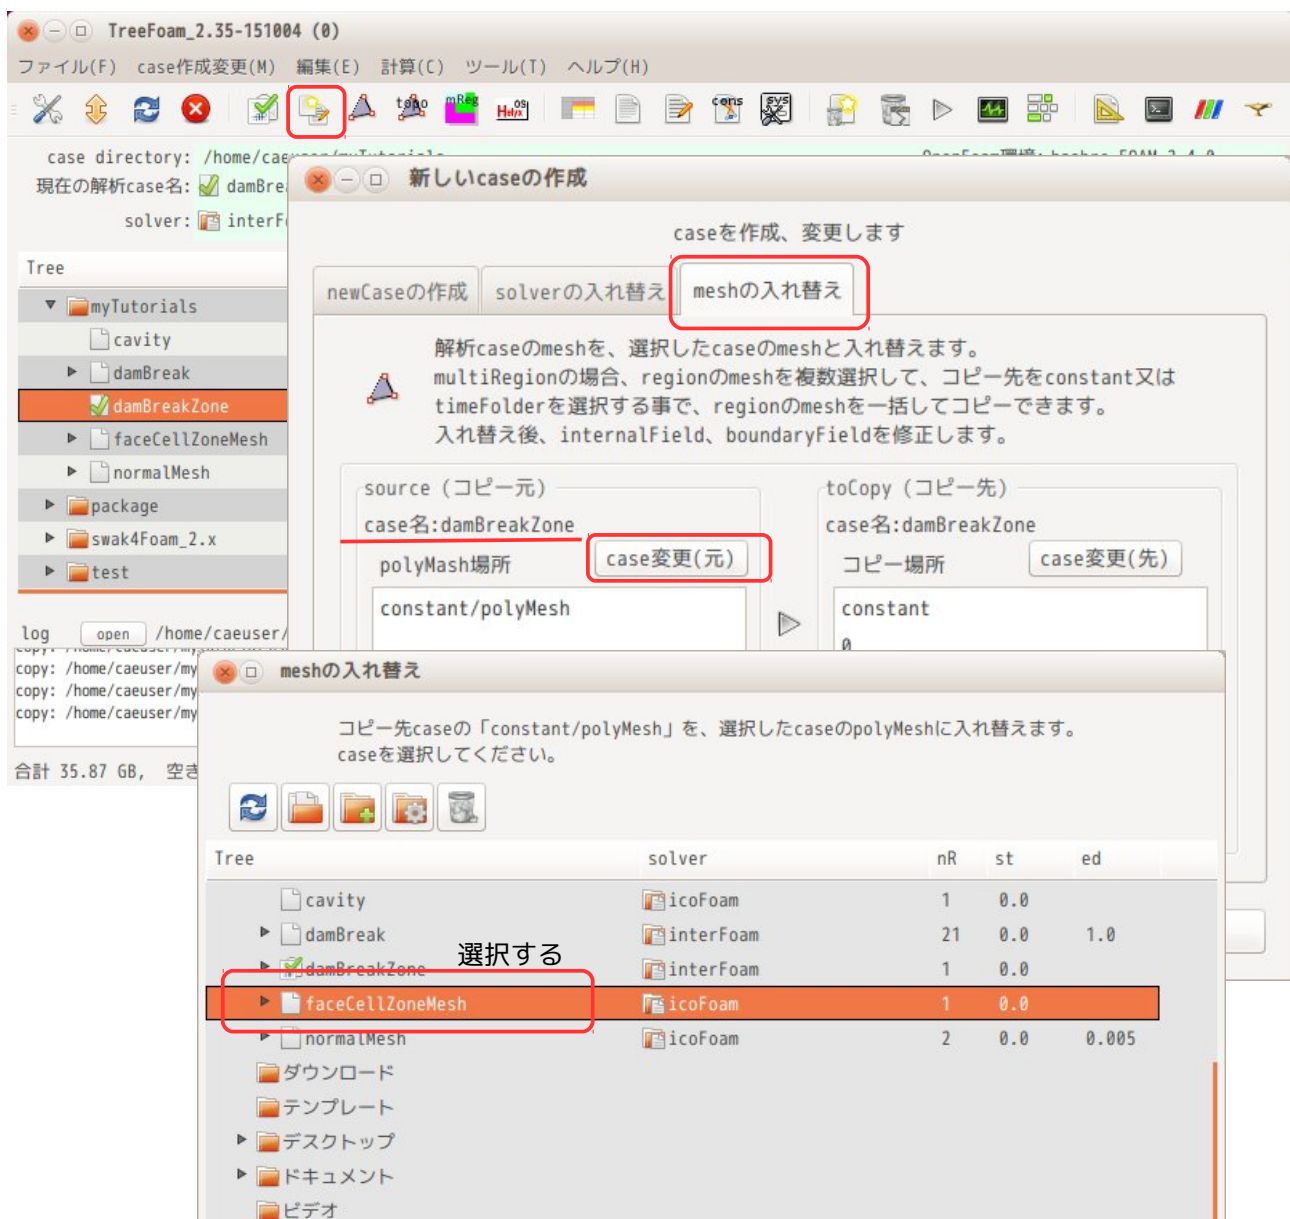 TreeFoam_2.35-151004 (0)
ファイル(F) case作成変更(M) 編集(E) 計算(C) ツール(T) ヘルプ(H)
topo mReg Helyx OS cons sys
case directory: /home/caeuser/myTutorials
現在の解析case名: damBre
solver: interF
Tree
myTutorials
cavity
damBreak
damBreakZone
faceCellZoneMesh
normalMesh
package
swak4Foam_2.x
test
log open /home/caeuser/
copy: /home/caeuser/my
copy: /home/caeuser/my
copy: /home/caeuser/my
合計 35.87 GB, 空き
新しいcaseの作成
caseを作成、変更します
newCaseの作成 solverの入れ替え meshの入れ替え
解析caseのmeshを、選択したcaseのmeshと入れ替えます。
multiRegionの場合、regionのmeshを複数選択して、コピー先をconstant又は
timeFolderを選択する事で、regionのmeshを一括してコピーできます。
入れ替え後、internalField、boundaryFieldを修正します。
source (コピー元) toCopy (コピー先)
case名:damBreakZone case名:damBreakZone
polyMash場所 case変更(元) コピー場所 case変更(先)
constant/polyMesh constant
0
meshの入れ替え
コピー先caseの「constant/polyMesh」を、選択したcaseのpolyMeshに入れ替えます。
caseを選択してください。
Tree solver nR st ed
cavity icoFoam 1 0.0
damBreak interFoam 21 0.0 1.0
選択する
damBreakZone interFoam 1 0.0
faceCellZoneMesh icoFoam 1 0.0
normalMesh icoFoam 2 0.0 0.005
ダウンロード
テンプレート
デスクトップ
ドキュメント
ビデオ